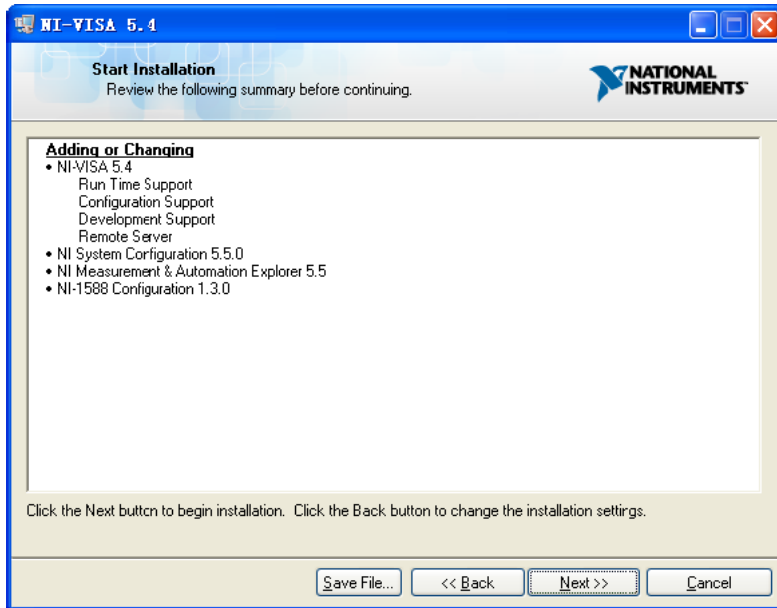 NI-VISA 5.4
Start Installation
Review the following summary before continuing.
NATIONAL
INSTRUMENTS
Adding or Changing
• NI-VISA 5.4
Run Time Support
Configuration Support
Development Support
Remote Server
• NI System Configuration 5.5.0
• NI Measurement & Automation Explorer 5.5
• NI-1588 Configuration 1.3.0
Click the Next button to begin installation. Click the Back button to change the installation settings.
Save File... << Back Next >> Cancel